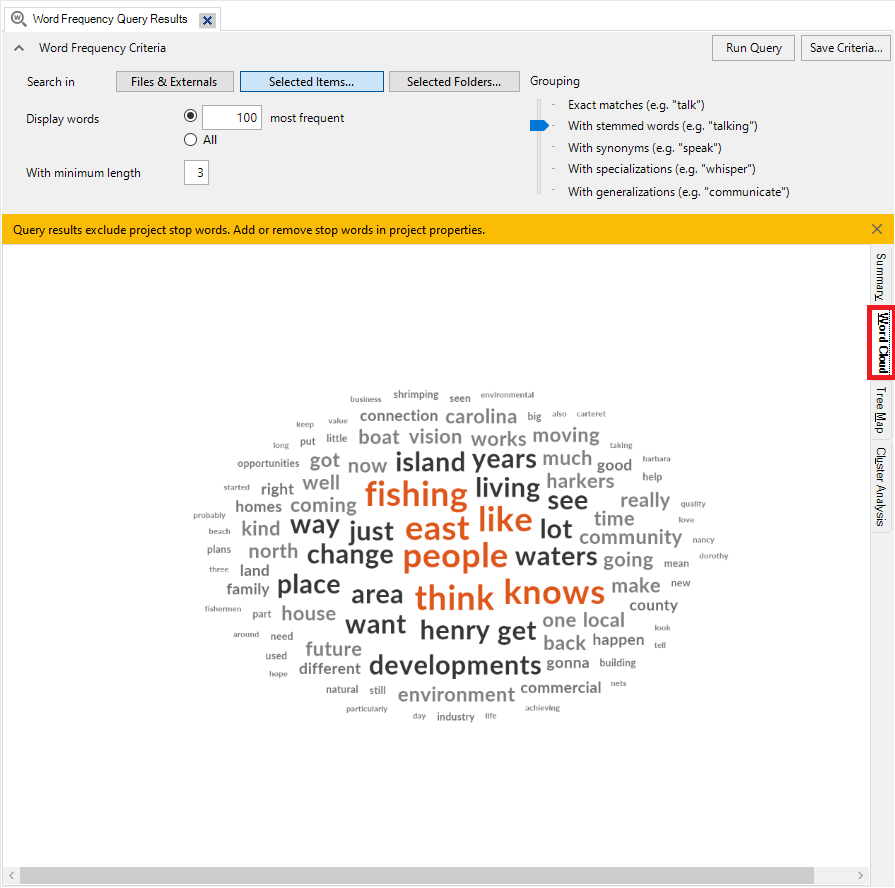 Word Frequency Query Results
Word Frequency Criteria
Run Query
Save Criteria...
Search in
Files & Externals
Selected Items...
Selected Folders...
Grouping
Display words
100
most frequent
All
With minimum length
3
Exact matches (e.g. "talk")
With stemmed words (e.g. "talking")
With synonyms (e.g. "speak")
With specializations (e.g. "whisper")
With generalizations (e.g. "communicate")
Query results exclude project stop words. Add or remove stop words in project properties.
Summary
Word Cloud
Tree Map
Cluster Analysis
business shrimping seen environmental
keep value connection carolina big also carteret
long put little boat vision works moving taking
opportunities got now island years much good barbara
started right well fishing living see harkers help
probably homes coming way just east like lot time really quality love
beach kind community nancy
plans north change people waters going mean dorothy
three land
family place area think knows make new
fishermen part house want henry get one local county look
around need future back happen tell
used different developments gonna building
hope natural still environment commercial nets
particularly day industry life achieving